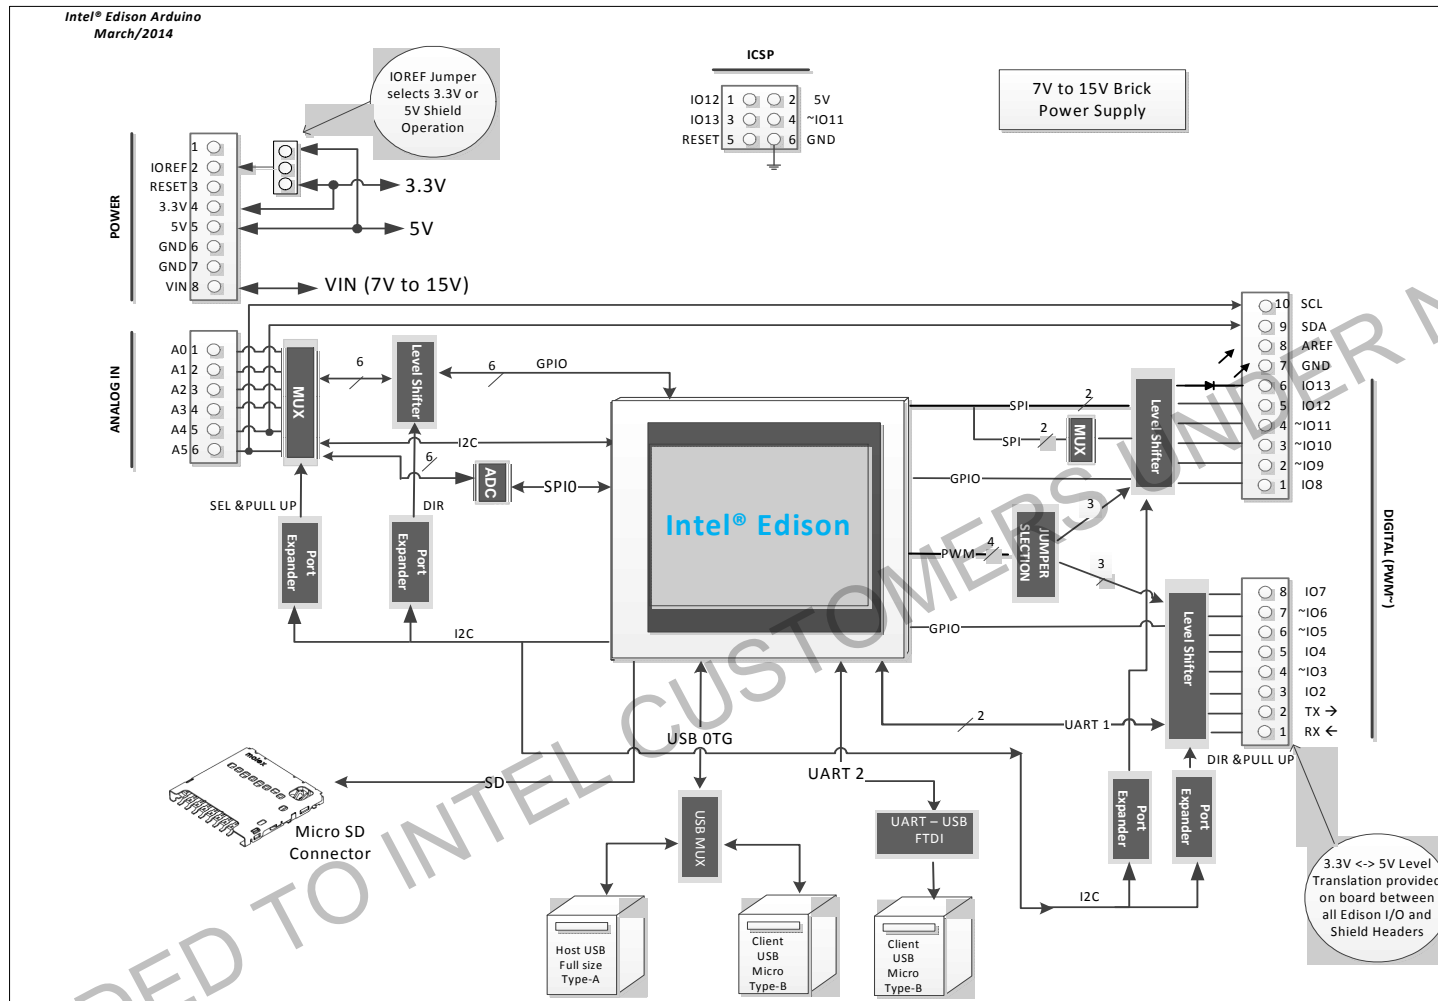 Intel® Edison Arduino
March/2014
ICSP
IO12 1 2 5V
IO13 3 4 ~IO11
RESET 5 6 GND
7V to 15V Brick
Power Supply
IOREF Jumper
selects 3.3V or
5V Shield
Operation
POWER
1
IOREF 2
RESET 3
3.3V 4
5V 5
GND 6
GND 7
VIN 8
3.3V
5V
VIN (7V to 15V)
ANALOG IN
A0 1
A1 2
A2 3
A3 4
A4 5
A5 6
MUX
6
Level Shifter
6
GPIO
I2C
6
ADC
SPI0
SEL &PULL UP
DIR
Port
Expander
Port
Expander
I2C
Intel® Edison
SPI
2
SPI
2
MUX
Level Shifter
GPIO
PWM
4
JUMPER
SLECTION
3
3
GPIO
Level Shifter
10 SCL
9 SDA
8 AREF
7 GND
6 IO13
5 IO12
4 ~IO11
3 ~IO10
2 ~IO9
1 IO8
DIGITAL (PWM~)
8 IO7
7 ~IO6
6 ~IO5
5 IO4
4 ~IO3
3 IO2
2 TX →
1 RX ←
2
UART 1
DIR &PULL UP
USB OTG
UART 2
SD
molex
Micro SD
Connector
USB MUX
UART – USB
FTDI
Port
Expander
Port
Expander
I2C
Host USB
Full size
Type-A
Client
USB
Micro
Type-B
Client
USB
Micro
Type-B
3.3V <-> 5V Level
Translation provided
on board between
all Edison I/O and
Shield Headers
DED TO INTEL CUSTOMERS UNDER N